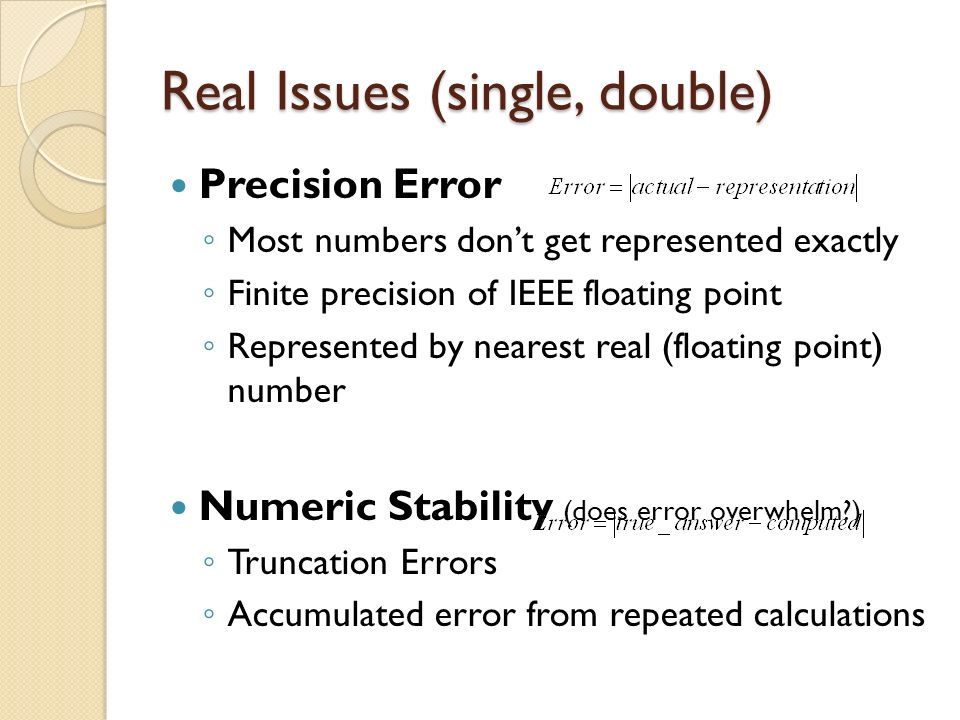 Real Issues (single, double)
• Precision Error Error = |actual − representation|
◦ Most numbers don’t get represented exactly
◦ Finite precision of IEEE floating point
◦ Represented by nearest real (floating point)
number
• Numeric Stability (does error overwhelm?)
Error = |true_answer − computed|
◦ Truncation Errors
◦ Accumulated error from repeated calculations